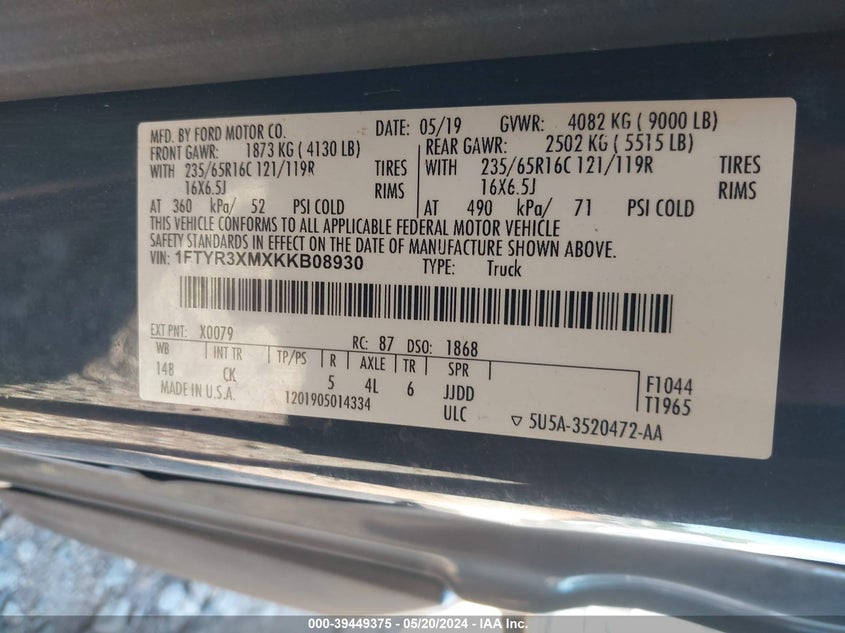 MFD. BY FORD MOTOR CO. DATE: 05/19 GVWR: 4082 KG ( 9000 LB)
FRONT GAWR: 1873 KG ( 4130 LB) REAR GAWR: 2502 KG ( 5515 LB)
WITH 235/65R16C 121/119R TIRES WITH 235/65R16C 121/119R TIRES
16X6.5J RIMS 16X6.5J RIMS
AT 360 kPa/ 52 PSI COLD AT 490 kPa/ 71 PSI COLD
THIS VEHICLE CONFORMS TO ALL APPLICABLE FEDERAL MOTOR VEHICLE
SAFETY STANDARDS IN EFFECT ON THE DATE OF MANUFACTURE SHOWN ABOVE.
VIN: 1FTYR3XMXKKB08930 TYPE: Truck
EXT PNT: X0079 RC: 87 DSO: 1868
WB INT TR TP/PS R AXLE TR SPR
148 CK 5 4L 6 JJDD F1044
MADE IN U.S.A. 1201905014334 ULC T1965
▽ 5U5A-3520472-AA
000-39449375 - 05/20/2024 - IAA Inc.